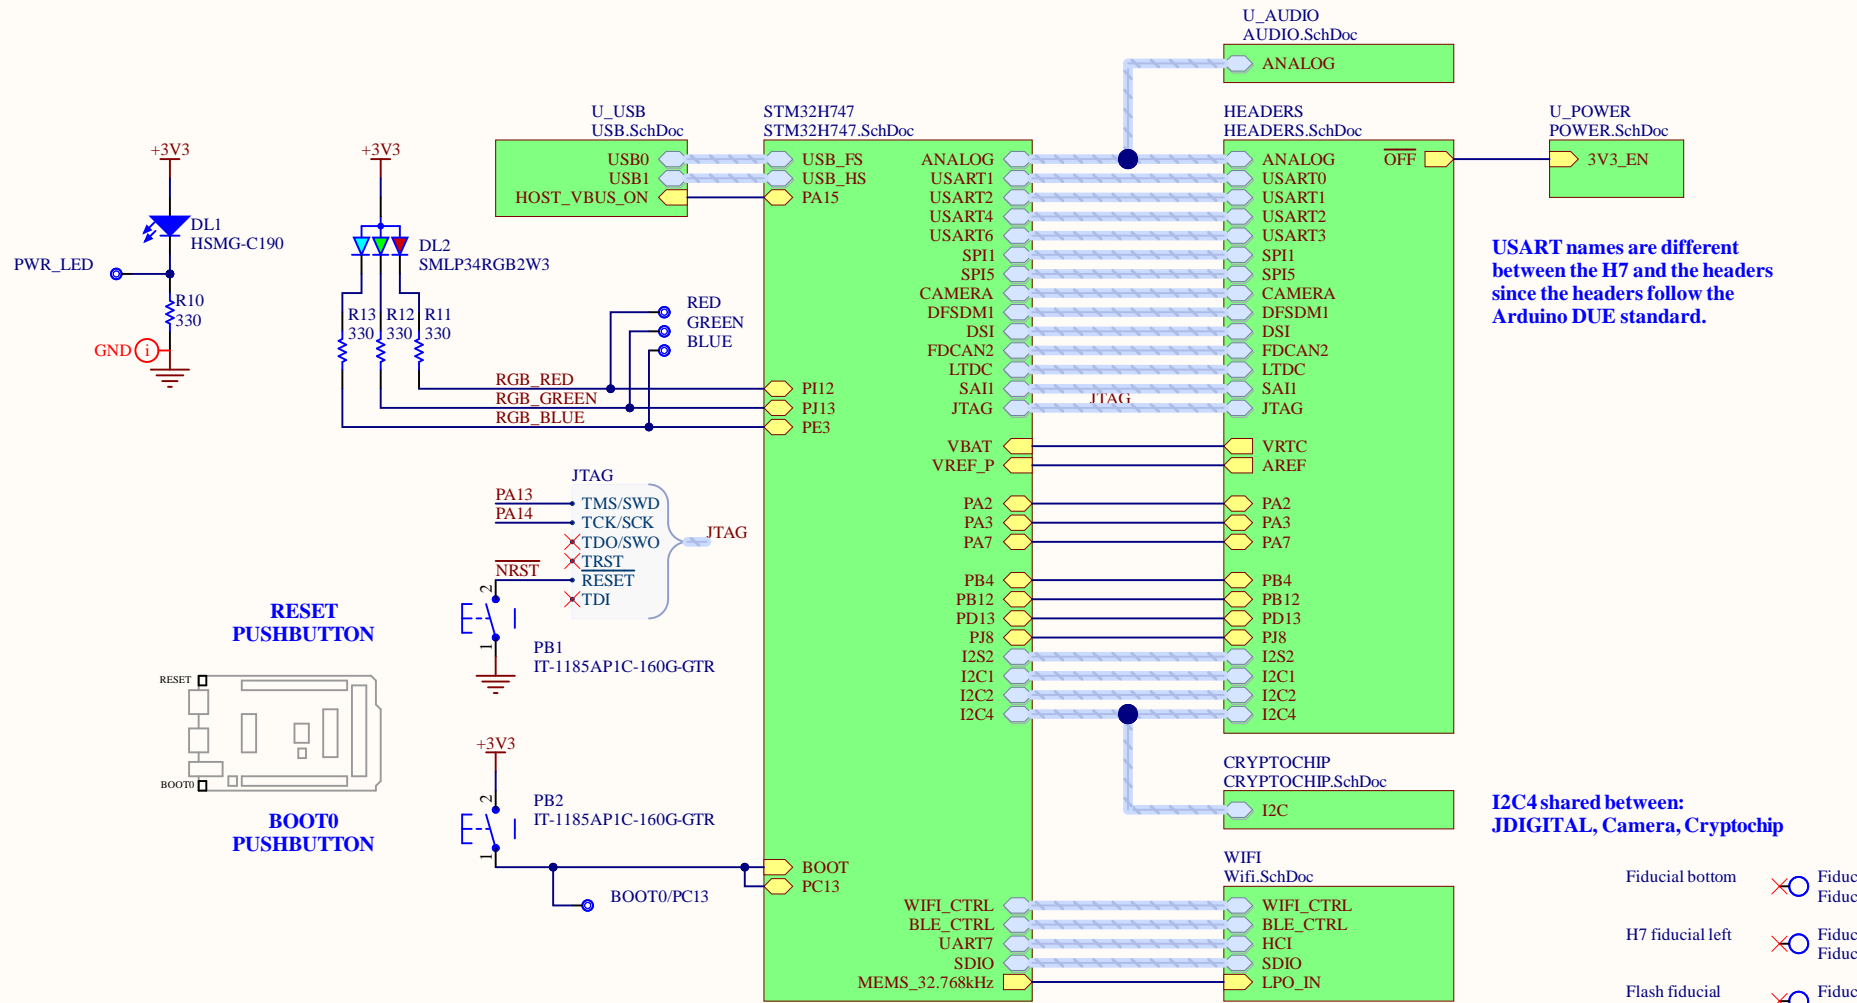 U_AUDIO
AUDIO.SchDoc
ANALOG
U_USB
USB.SchDoc
USB0
USB1
HOST_VBUS_ON
STM32H747
STM32H747.SchDoc
USB_FS
USB_HS
PA15
PI12
PJ13
PE3
BOOT
PC13
ANALOG
USART1
USART2
USART4
USART6
SPI1
SPI5
CAMERA
DFSDM1
DSI
FDCAN2
LTDC
SAI1
JTAG
VBAT
VREF_P
PA2
PA3
PA7
PB4
PB12
PD13
PJ8
I2S2
I2C1
I2C2
I2C4
WIFI_CTRL
BLE_CTRL
UART7
SDIO
MEMS_32.768kHz
JTAG
HEADERS
HEADERS.SchDoc
ANALOG
USART0
USART1
USART2
USART3
SPI1
SPI5
CAMERA
DFSDM1
DSI
FDCAN2
LTDC
SAI1
JTAG
VRTC
AREF
PA2
PA3
PA7
PB4
PB12
PD13
PJ8
I2S2
I2C1
I2C2
I2C4
OFF
U_POWER
POWER.SchDoc
3V3_EN
USART names are different
between the H7 and the headers
since the headers follow the
Arduino DUE standard.
+3V3
DL1
HSMG-C190
PWR_LED
R10
330
GND
i
+3V3
DL2
SMLP34RGB2W3
R13
330
R12
330
R11
330
RED
GREEN
BLUE
RGB_RED
RGB_GREEN
RGB_BLUE
JTAG
PA13
PA14
NRST
TMS/SWD
TCK/SCK
TDO/SWO
TRST
RESET
TDI
JTAG
2
1
PB1
IT-1185AP1C-160G-GTR
RESET
PUSHBUTTON
RESET
BOOT0
BOOT0
PUSHBUTTON
+3V3
2
1
PB2
IT-1185AP1C-160G-GTR
BOOT0/PC13
CRYPTOCHIP
CRYPTOCHIP.SchDoc
I2C
I2C4 shared between:
JDIGITAL, Camera, Cryptochip
WIFI
Wifi.SchDoc
WIFI_CTRL
BLE_CTRL
HCI
SDIO
LPO_IN
Fiducial bottom
Fiduc
Fiduc
H7 fiducial left
Fiduc
Fiduc
Flash fiducial
Fiduc